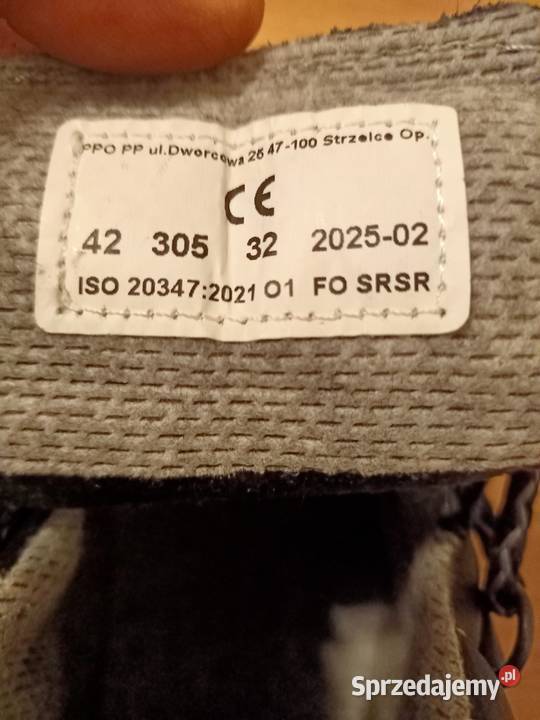 PPO PP ul.Dworcowa 26 47-100 Strzelce Op.
CE
42 305 32 2025-02
ISO 20347:2021 O1 FO SRSR
Sprzedajemy.pl